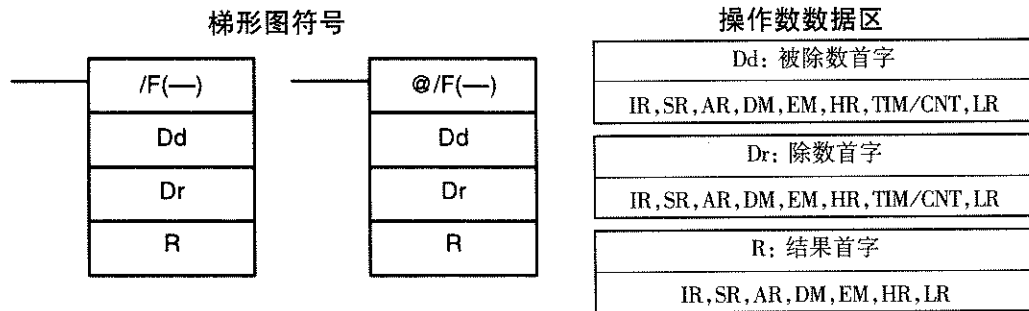 梯形图符号
/F(—)
Dd
Dr
R
@/F(—)
Dd
Dr
R
操作数数据区
Dd: 被除数首字
IR,SR,AR,DM,EM,HR,TIM/CNT,LR
Dr: 除数首字
IR,SR,AR,DM,EM,HR,TIM/CNT,LR
R: 结果首字
IR,SR,AR,DM,EM,HR,LR